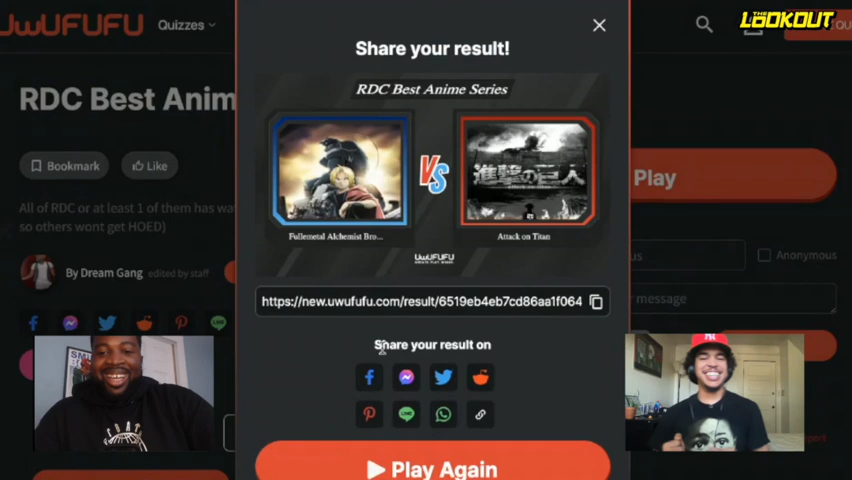 UWUFUFU
Quizzes
THE LOOKOUT
Share your result!
RDC Best Anim
RDC Best Anime Series
VS
進撃の巨人
Bookmark
Like
Play
All of RDC or at least 1 of them has wa
so others wont get HOED)
Fullemetal Alchemist Bro...
Attack on Titan
UWUFUFU
us
Anonymous
By Dream Gang
edited by staff
https://new.uwufufu.com/result/6519eb4eb7cd86aa1f064
message
Share your result on
LINE
Play Again